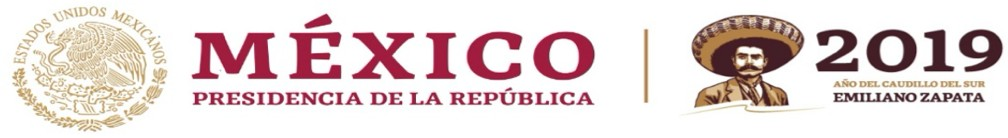 ESTADOS UNIDOS MEXICANOS
MÉXICO
PRESIDENCIA DE LA REPÚBLICA
2019
AÑO DEL CAUDILLO DEL SUR
EMILIANO ZAPATA